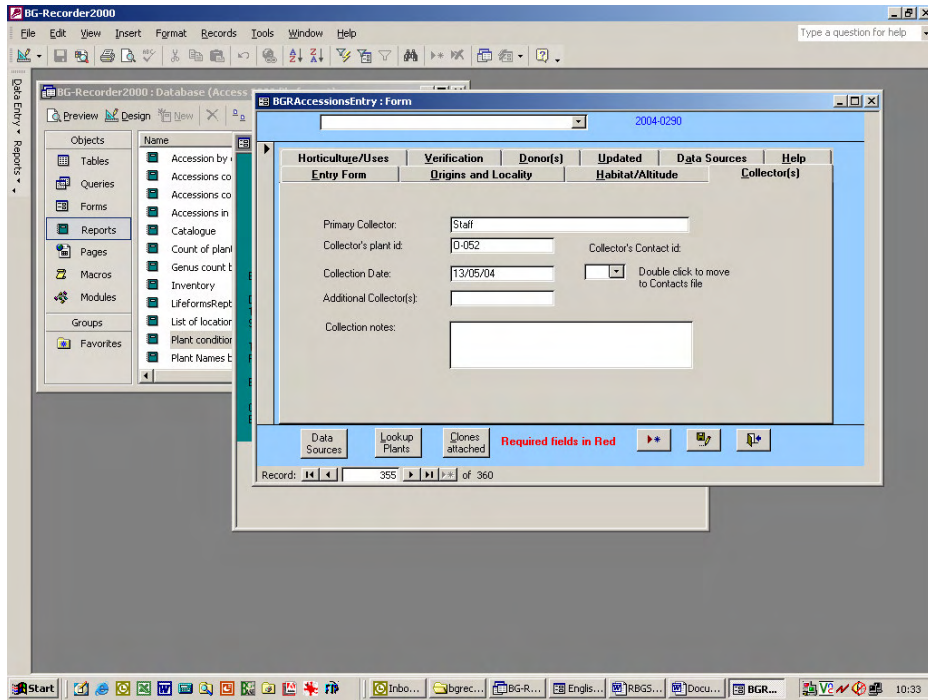 BG-Recorder2000
File Edit View Insert Format Records Tools Window Help Type a question for help
Data Entry Reports
BG-Recorder2000 : Database (Access
Preview Design New
Objects Name
Tables
Queries
Forms
Reports
Pages
Macros
Modules
Groups
Favorites
Accession by
Accessions co
Accessions co
Accessions in
Catalogue
Count of plan
Genus count b
Inventory
LifeformsRept
List of location
Plant condition
Plant Names b
BGRAccessionsEntry : Form
2004-0290
Horticulture/Uses Verification Donor(s) Updated Data Sources Help
Entry Form Origins and Locality Habitat/Altitude Collector(s)
Primary Collector: Staff
Collector's plant id: O-052 Collector's Contact id:
Collection Date: 13/05/04 Double click to move
to Contacts file
Additional Collector(s):
Collection notes:
Data Sources Lookup Plants Clones attached Required fields in Red
Record: 355 of 360
Start Inbo... bgrec... BG-R... Englis... RBGS... Docu... BGR... 10:33